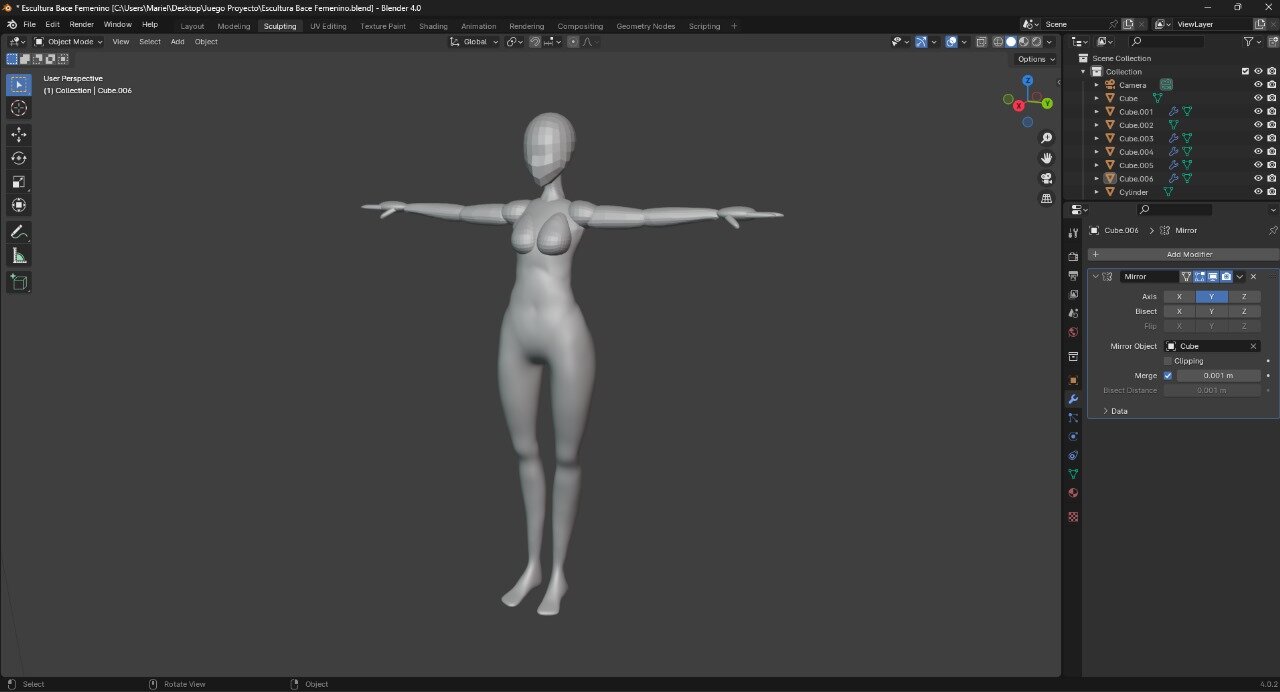 * Escultura Bace Femenino [C:\Users\Mariel\Desktop\Juego Proyecto\Escultura Bace Femenino.blend] - Blender 4.0
File Edit Render Window Help Layout Modeling Sculpting UV Editing Texture Paint Shading Animation Rendering Compositing Geometry Nodes Scripting + Scene ViewLayer
Object Mode View Select Add Object Global
Options
User Perspective
(1) Collection | Cube.006
Z
X
Y
Scene Collection
Collection
Camera
Cube
Cube.001
Cube.002
Cube.003
Cube.004
Cube.005
Cube.006
Cylinder
Cube.006 > Mirror
+ Add Modifier
Mirror
Axis X Y Z
Bisect X Y Z
Flip X Y Z
Mirror Object Cube
Clipping
Merge 0.001 m
Bisect Distance 0.001 m
> Data
Select Rotate View Object 4.0.2